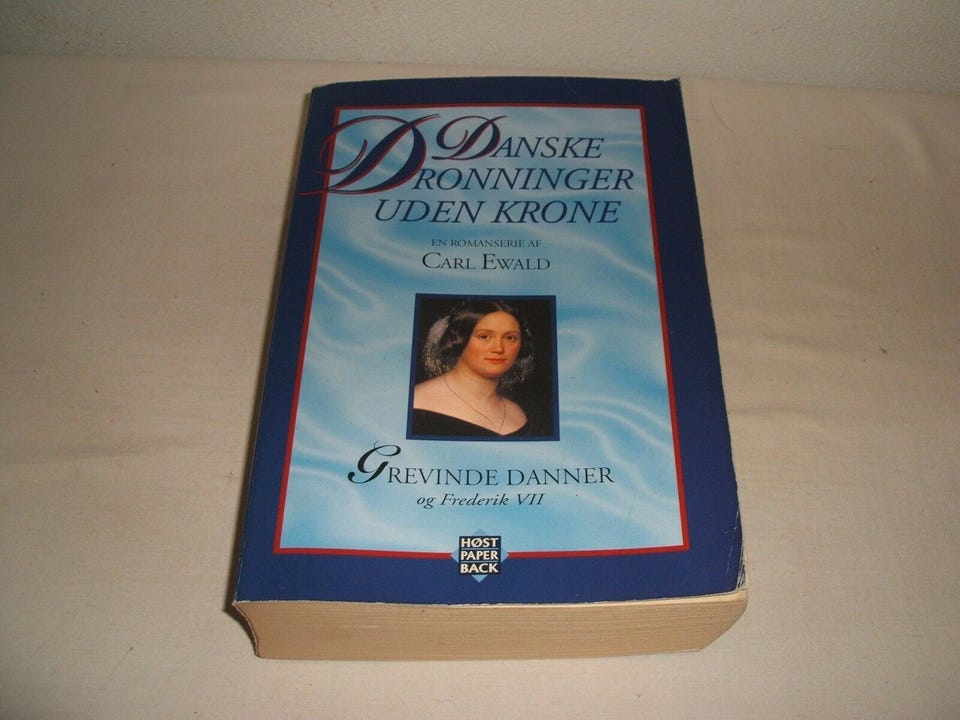 DANSKE
DRONNINGER
UDEN KRONE
EN ROMANSERIE AF
CARL EWALD
GREVINDE DANNER
og Frederik VII
HØST
PAPER
BACK